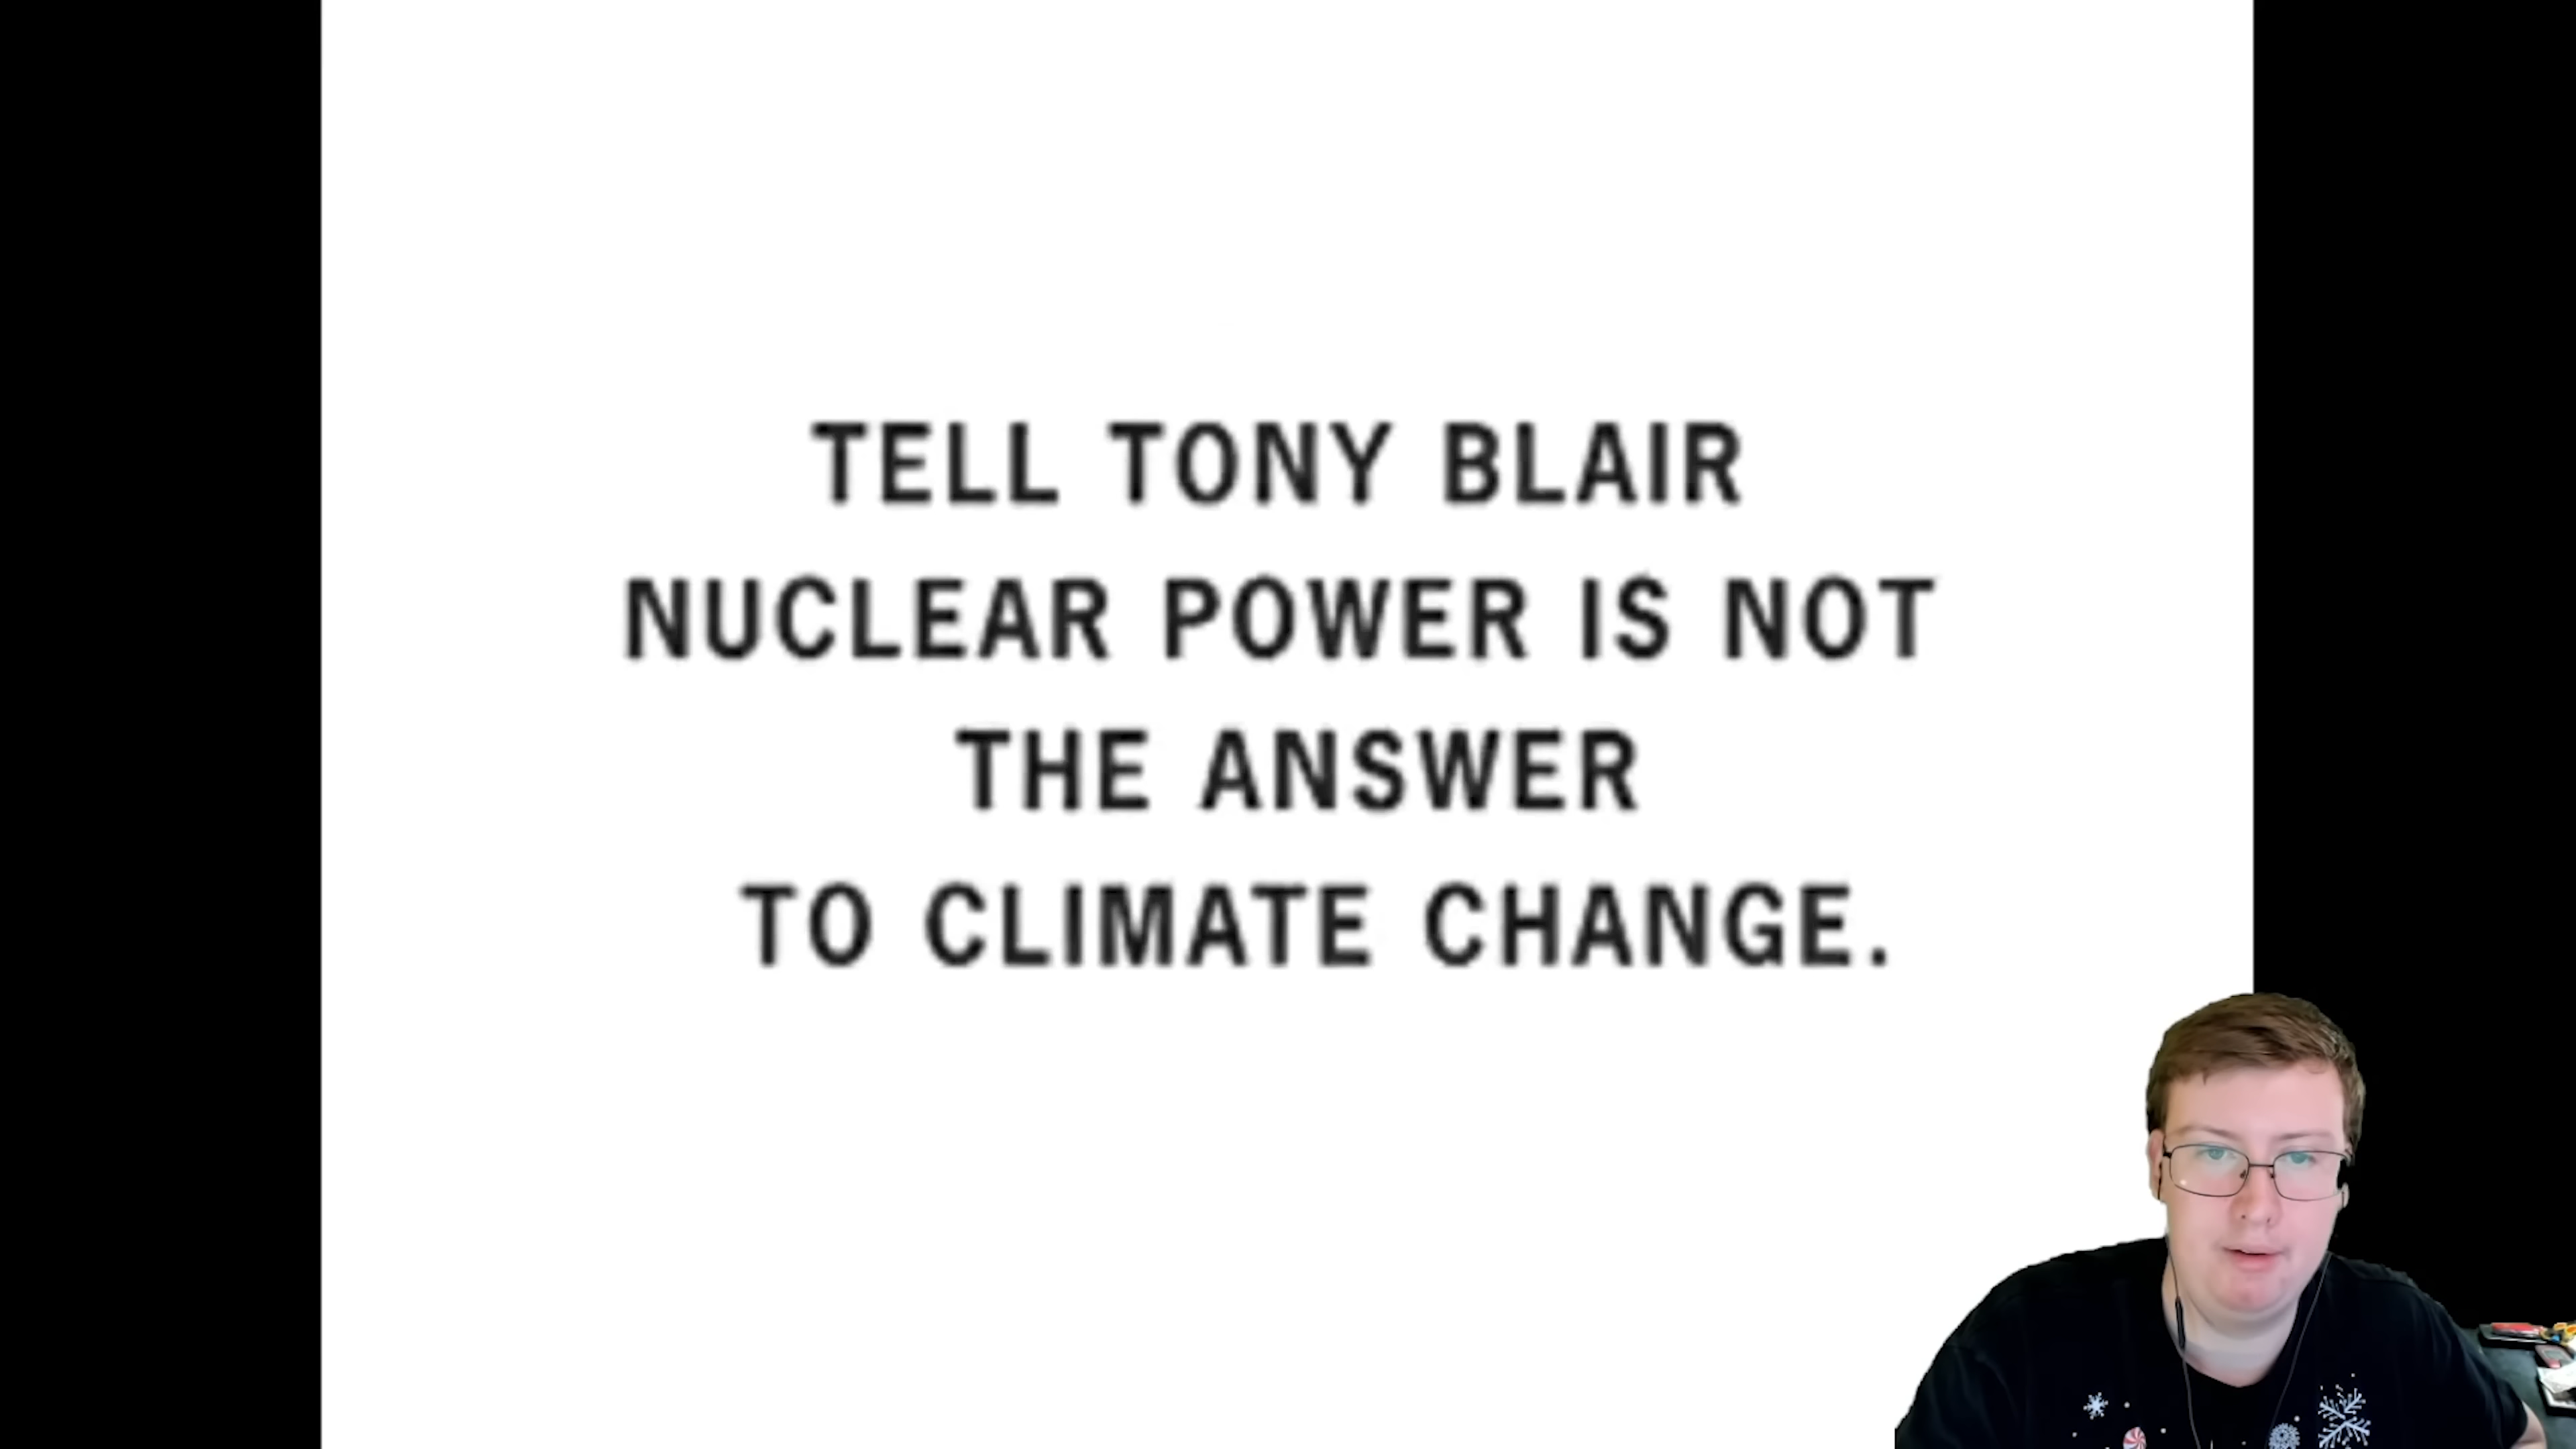 TELL TONY BLAIR
NUCLEAR POWER IS NOT
THE ANSWER
TO CLIMATE CHANGE.